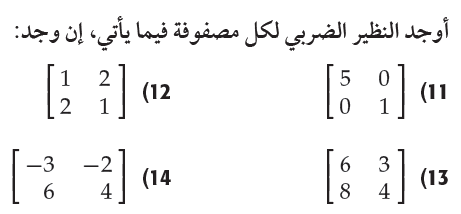 أوجد النظير الضربي لكل مصفوفة فيما يأتي، إن وجد:
(11 [5 0; 0 1] (12 [1 2; 2 1]
(13 [6 3; 8 4] (14 [-3 -2; 6 4]